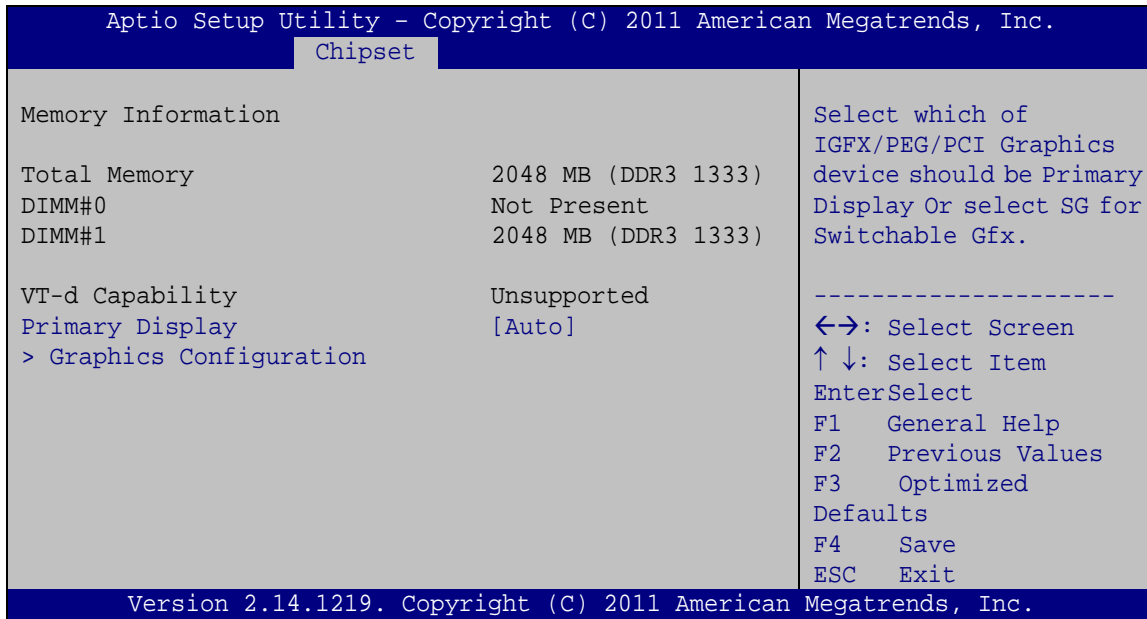 Aptio Setup Utility – Copyright (C) 2011 American Megatrends, Inc.
Chipset
Memory Information
Total Memory 2048 MB (DDR3 1333)
DIMM#0 Not Present
DIMM#1 2048 MB (DDR3 1333)
VT-d Capability Unsupported
Primary Display [Auto]
> Graphics Configuration
Select which of
IGFX/PEG/PCI Graphics
device should be Primary
Display Or select SG for
Switchable Gfx.
---------------------
←→: Select Screen
↑ ↓: Select Item
EnterSelect
F1 General Help
F2 Previous Values
F3 Optimized
Defaults
F4 Save
ESC Exit
Version 2.14.1219. Copyright (C) 2011 American Megatrends, Inc.